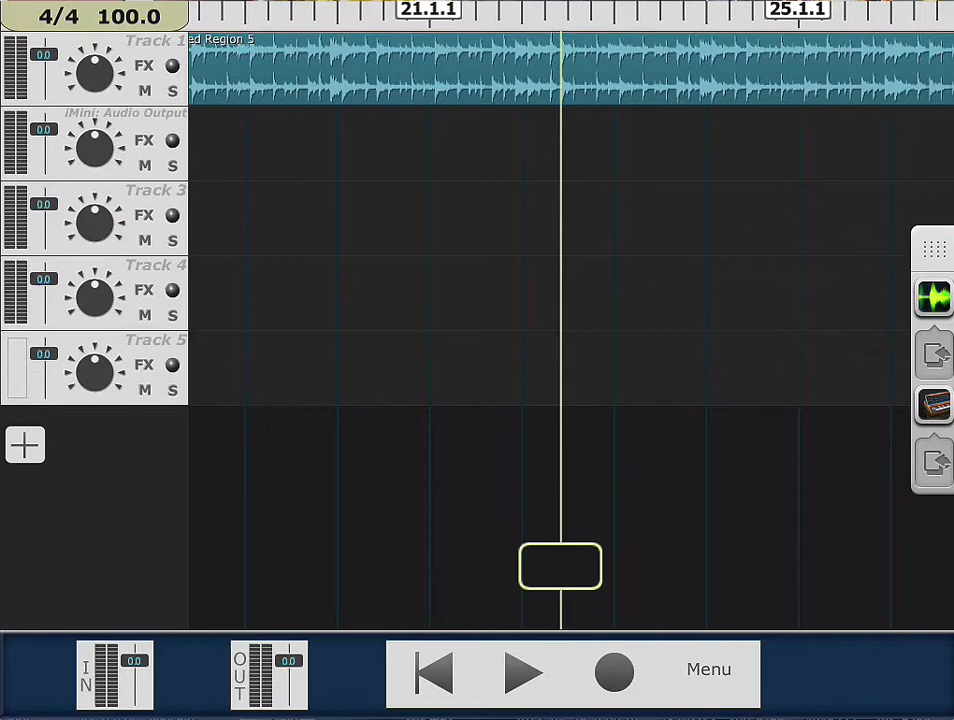 4/4 100.0
21.1.1
25.1.1
Track 1
ed Region 5
0.0
FX
M S
iMini: Audio Output
0.0
FX
M S
Track 3
0.0
FX
M S
Track 4
0.0
FX
M S
Track 5
0.0
FX
M S
IN
0.0
OUT
0.0
Menu